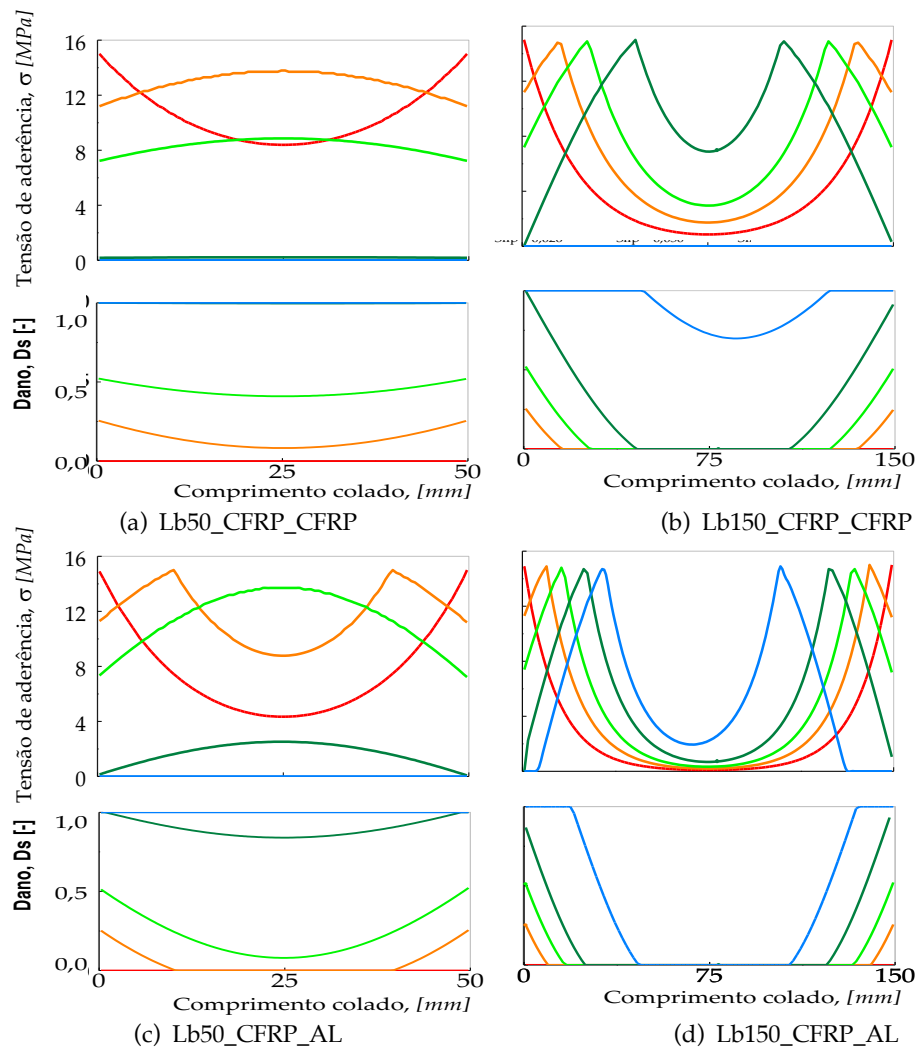 Tensão de aderência, σ [MPa]
16
12
8
4
0
Dano, Ds [-]
1,0
0,5
0,0
0 25 50
Comprimento colado, [mm]
(a) Lb50_CFRP_CFRP
0 75 150
Comprimento colado, [mm]
(b) Lb150_CFRP_CFRP
Tensão de aderência, σ [MPa]
16
12
8
4
0
Dano, Ds [-]
1,0
0,5
0,0
0 25 50
Comprimento colado, [mm]
(c) Lb50_CFRP_AL
0 75 150
Comprimento colado, [mm]
(d) Lb150_CFRP_AL